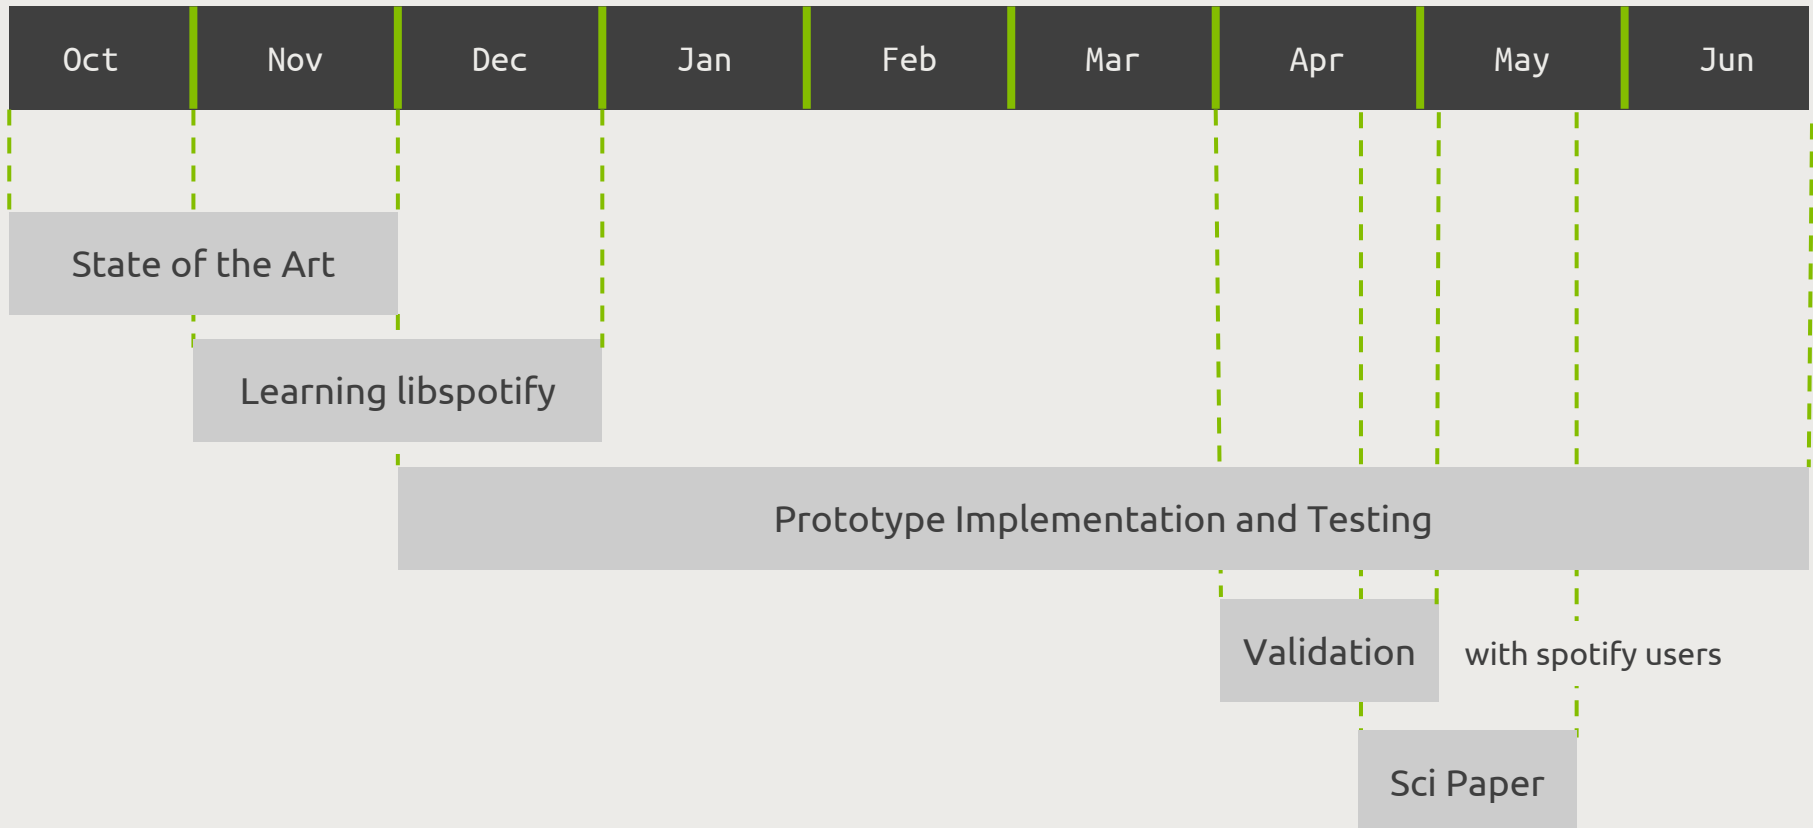 Oct Nov Dec Jan Feb Mar Apr May Jun
State of the Art
Learning libspotify
Prototype Implementation and Testing
Validation with spotify users
Sci Paper